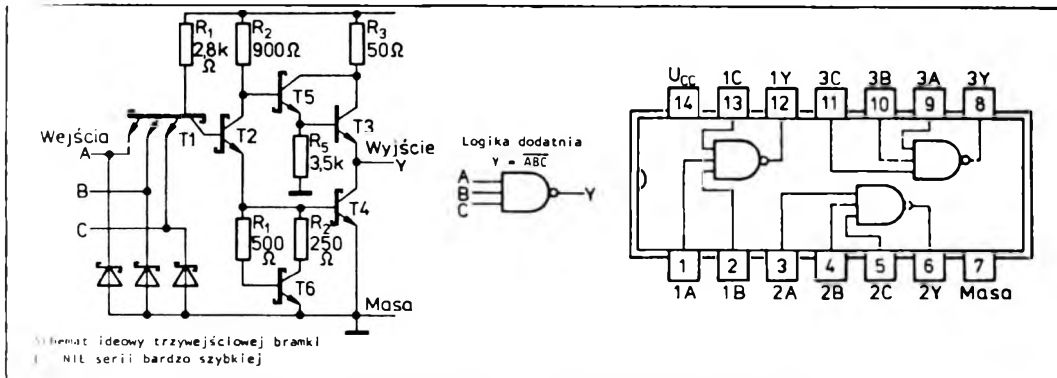 R1 2,8k Ω
R2 900Ω
R3 50Ω
T5
T1
T2
T3
R5 3,5k
Wejścia
A
B
C
Wyjście
Y
T4
R1 500 Ω
R2 250 Ω
T6
Masa
ideowy trzywejściowej bramki
serii bardzo szybkiej
Logika dodatnia
Y = A̅B̅C̅
A
B
C
Y
UCC 1C 1Y 3C 3B 3A 3Y
14 13 12 11 10 9 8
1 2 3 4 5 6 7
1A 1B 2A 2B 2C 2Y Masa